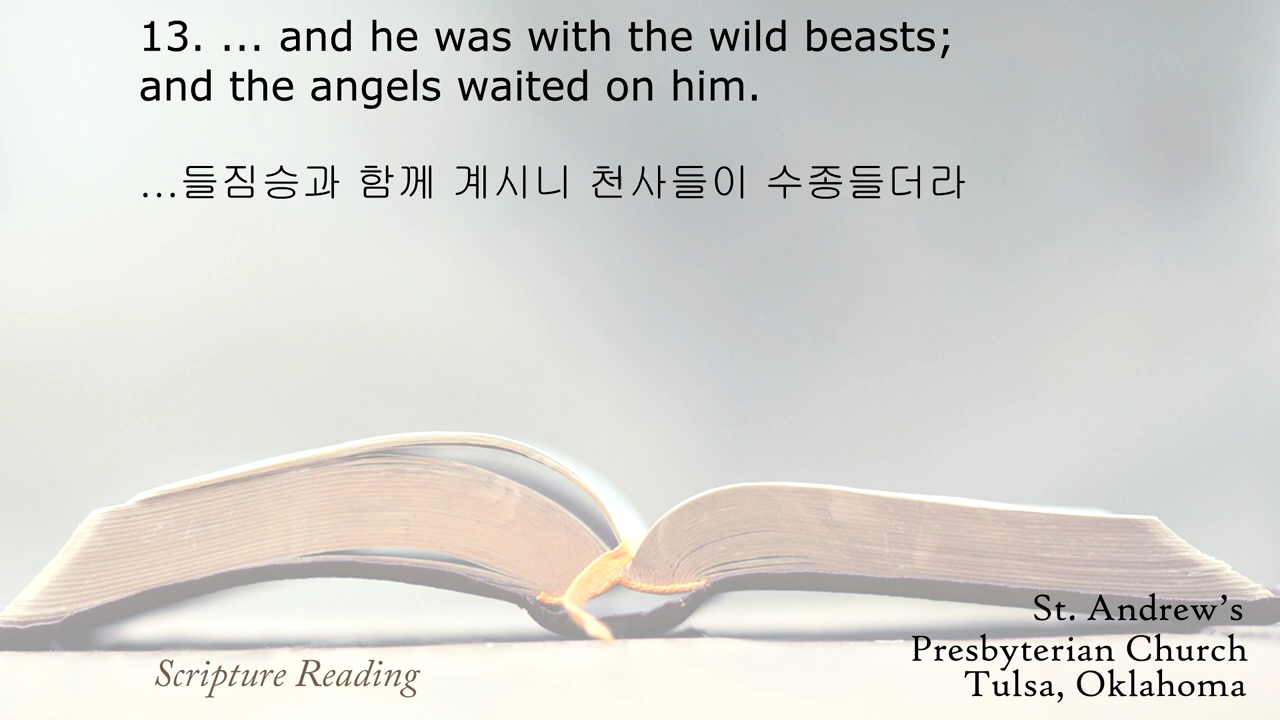 13. ... and he was with the wild beasts;
and the angels waited on him.
...들짐승과 함께 계시니 천사들이 수종들더라
St. Andrew's
Presbyterian Church
Tulsa, Oklahoma
Scripture Reading